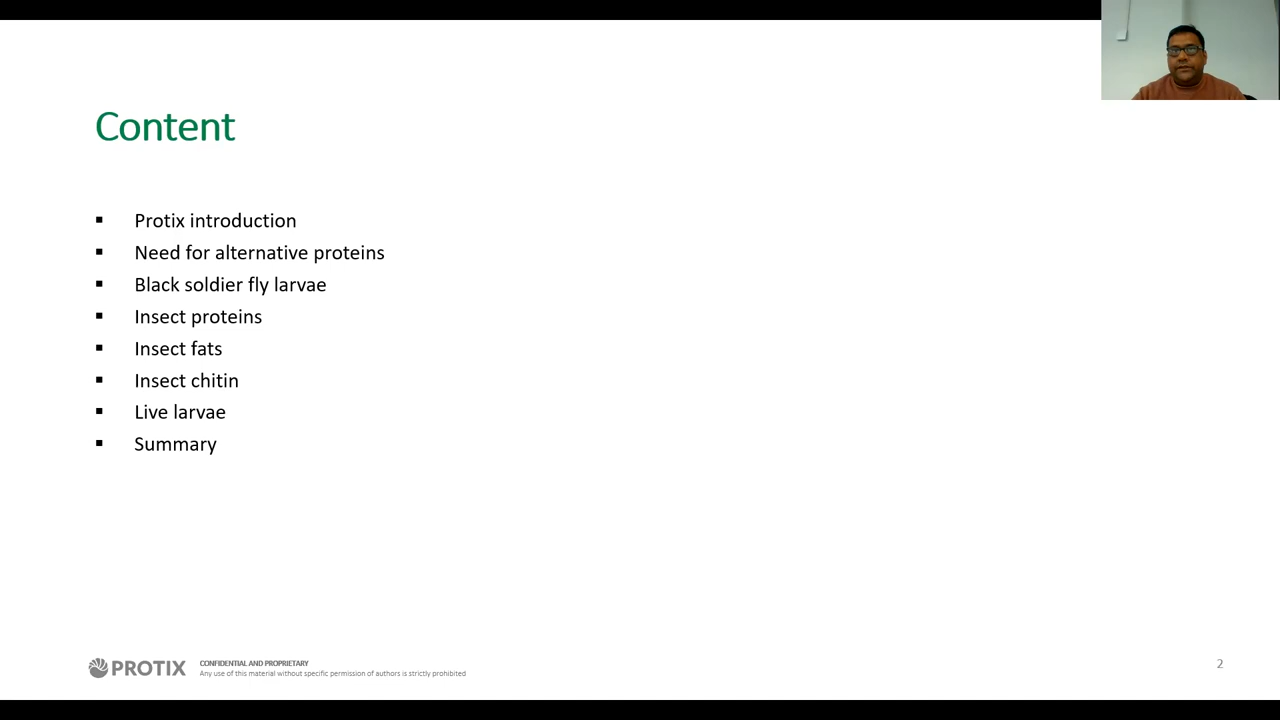 Content
Protix introduction
Need for alternative proteins
Black soldier fly larvae
Insect proteins
Insect fats
Insect chitin
Live larvae
Summary
PROTIX
CONFIDENTIAL AND PROPRIETARY
Any use of this material without specific permission of authors is strictly prohibited
2